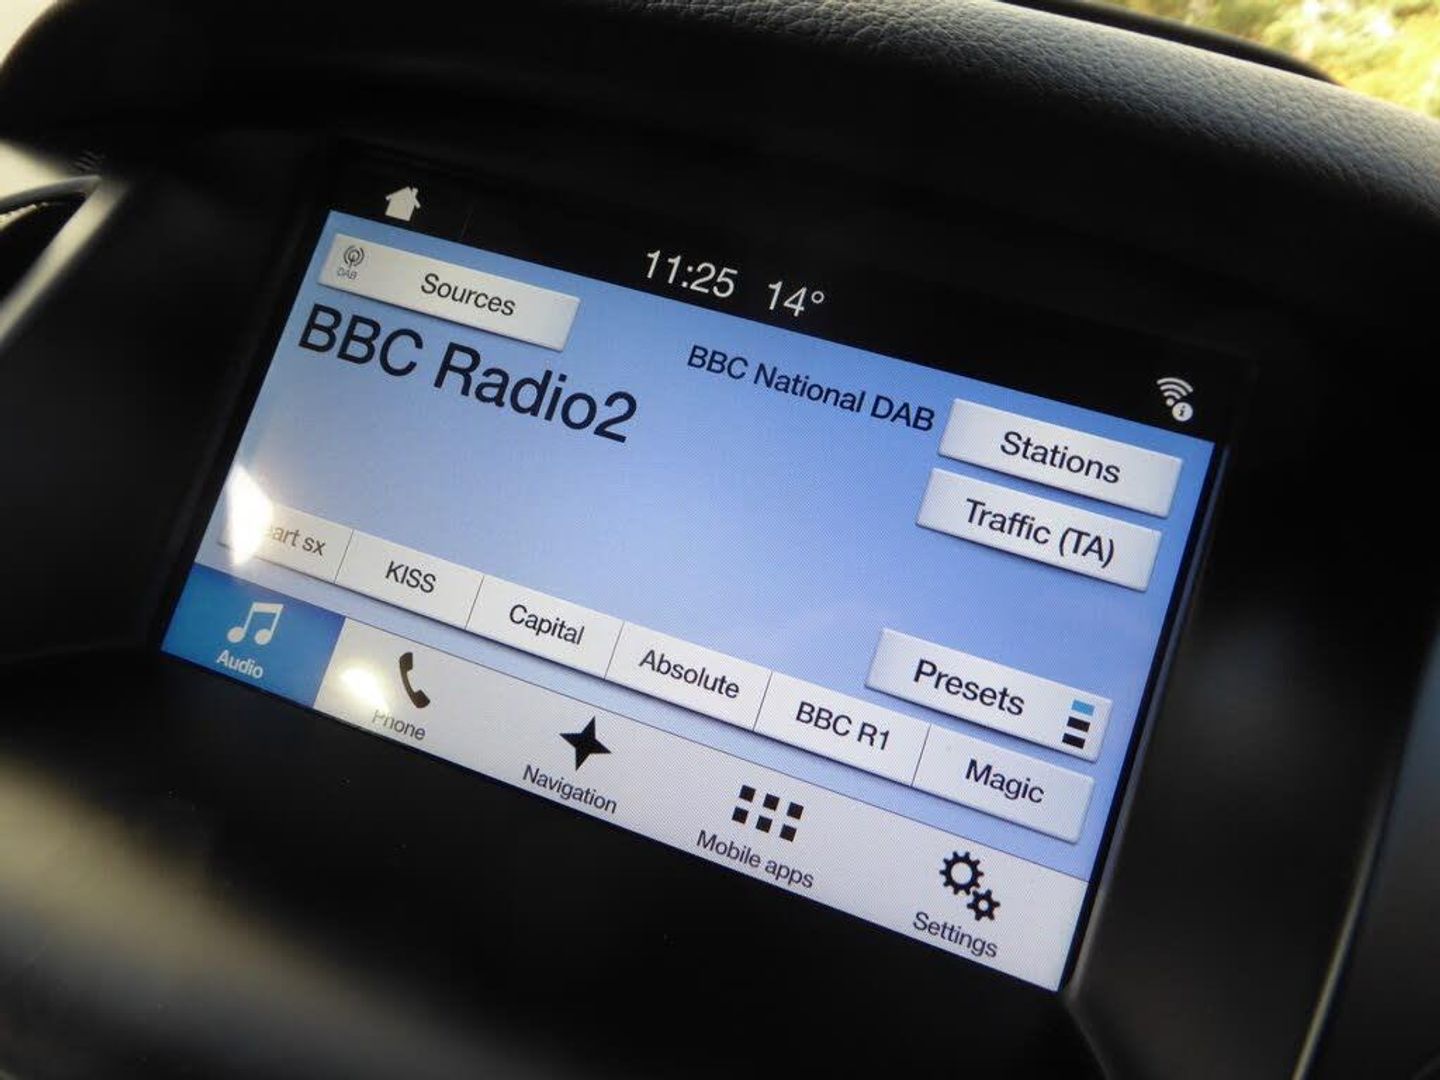 11:25 14°
DAB
Sources
BBC Radio2
BBC National DAB
Stations
Traffic (TA)
Presets
sx
KISS
Capital
Absolute
BBC R1
Magic
Audio
Phone
Navigation
Mobile apps
Settings